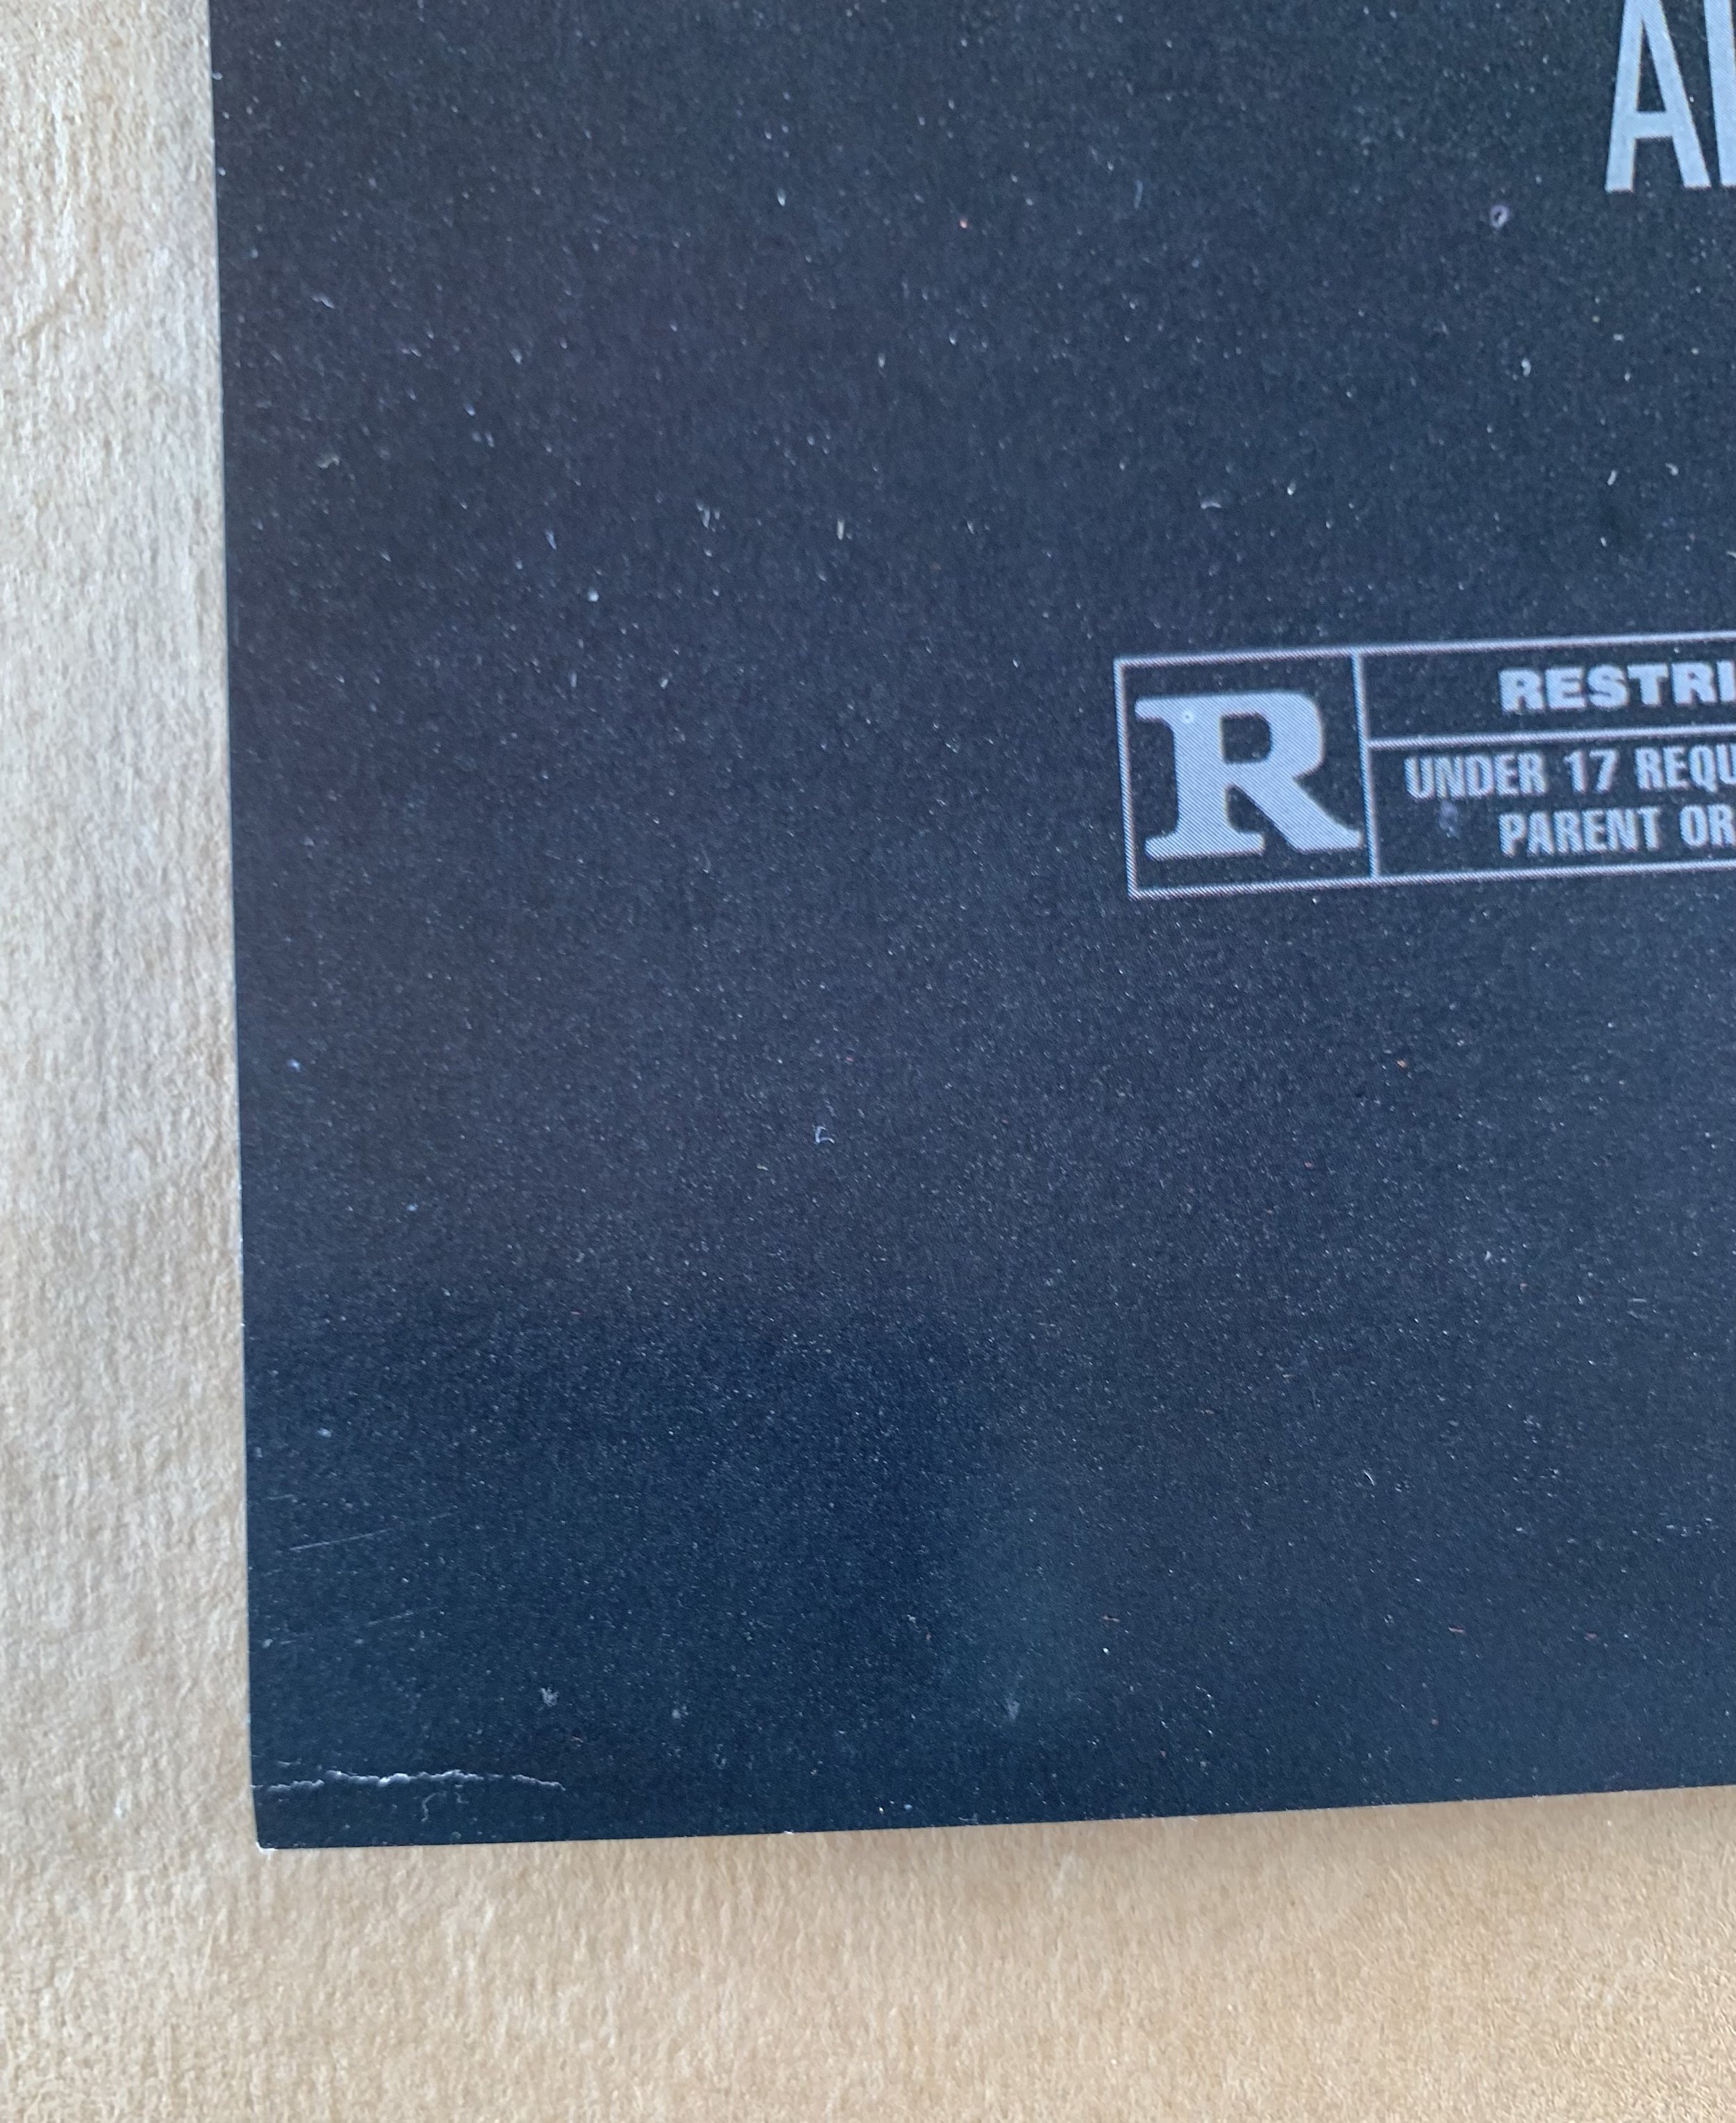 R
RESTRI
UNDER 17 REQU
PARENT OR